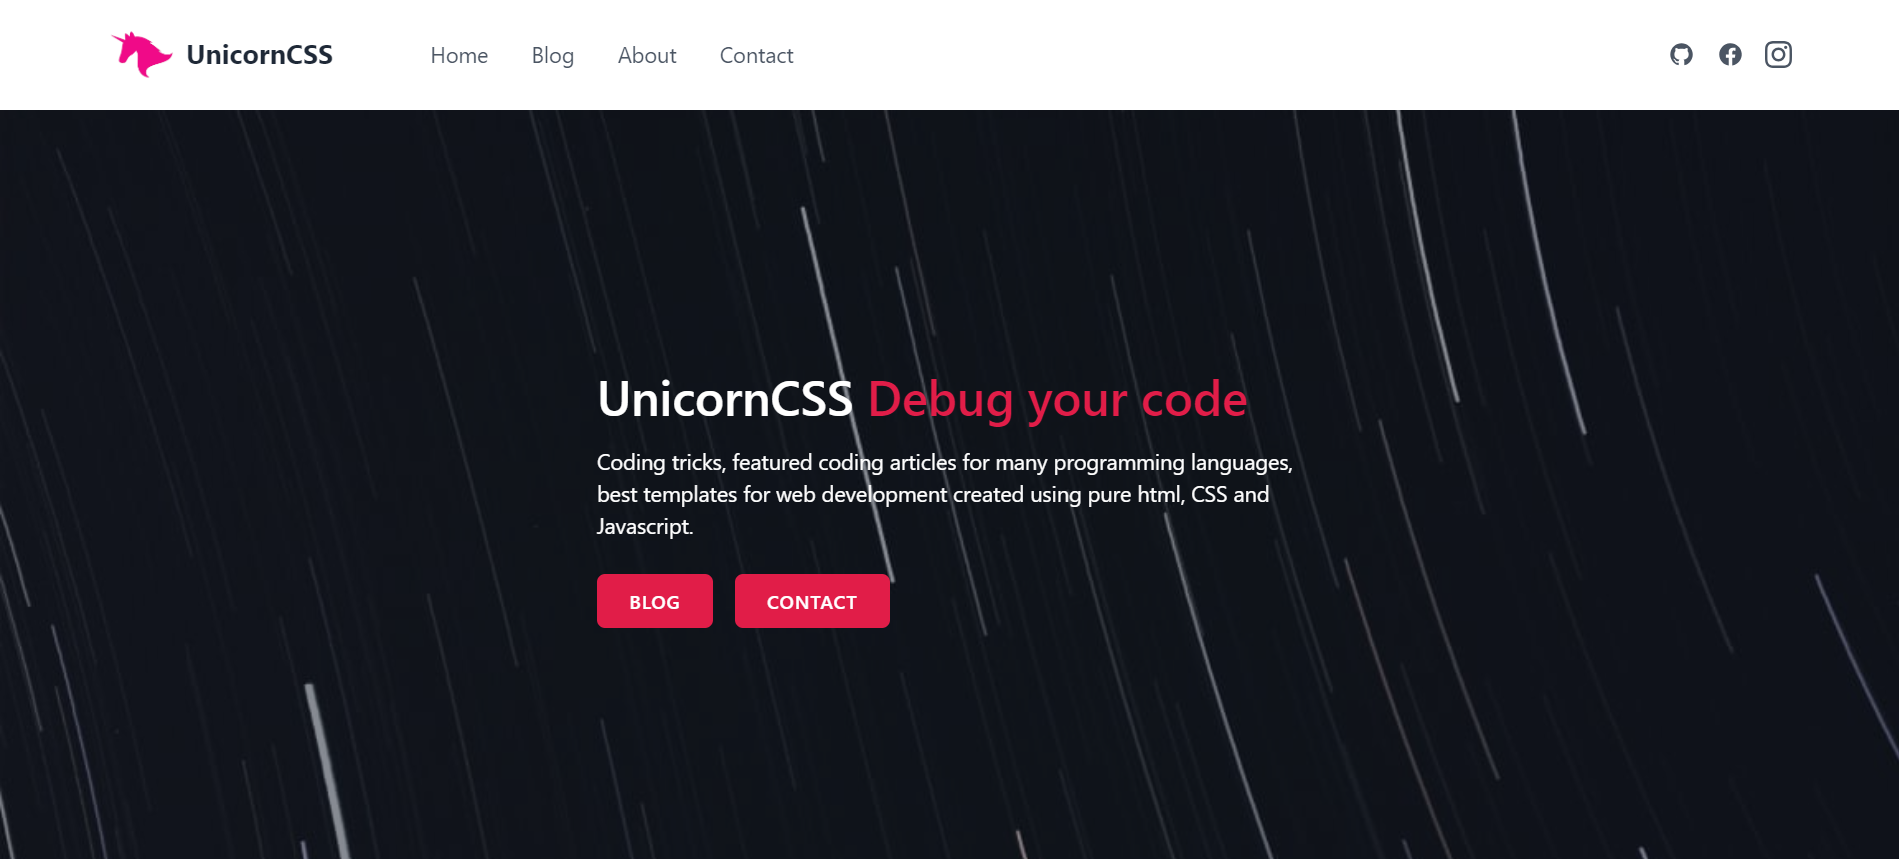 UnicornCSS
Home Blog About Contact
UnicornCSS Debug your code
Coding tricks, featured coding articles for many programming languages,
best templates for web development created using pure html, CSS and
Javascript.
BLOG CONTACT